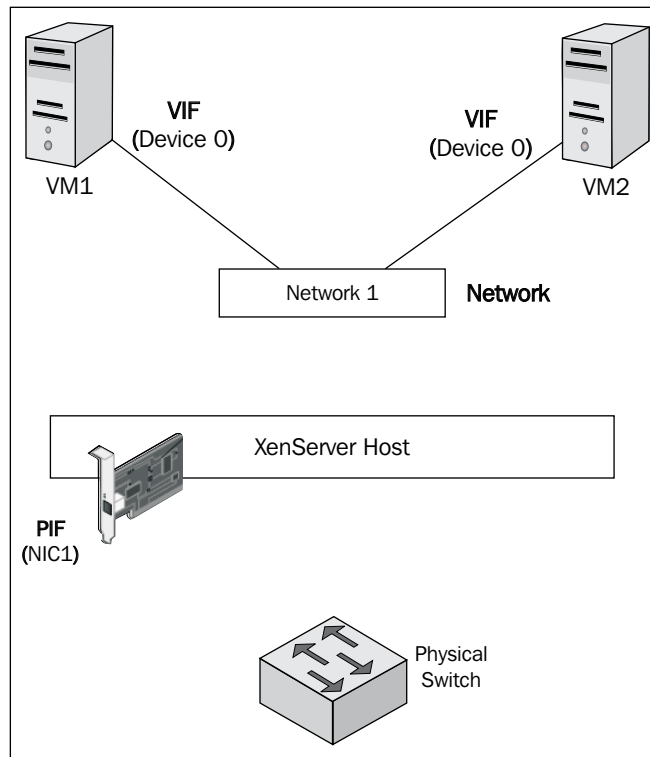 VIF
(Device 0)
VIF
(Device 0)
VM1
VM2
Network 1
Network
XenServer Host
PIF
(NIC1)
Physical
Switch